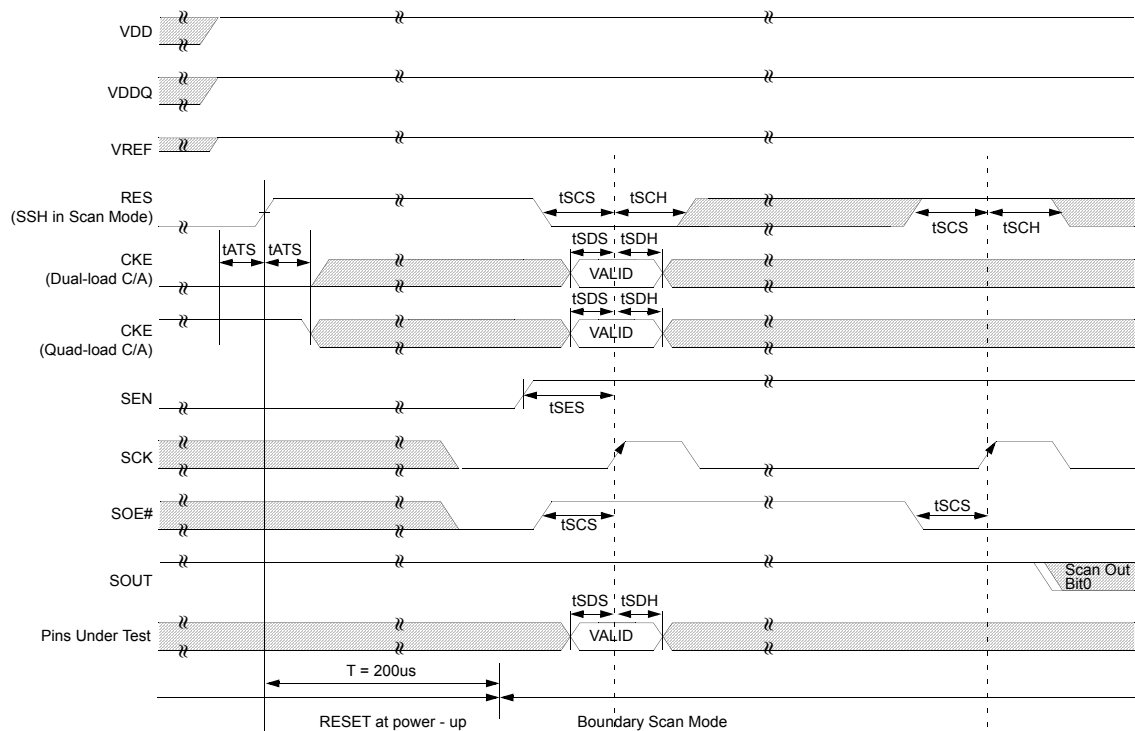 VDD
VDDQ
VREF
RES
(SSH in Scan Mode)
tSCS
tSCH
tSCS
tSCH
tATS
tATS
CKE
(Dual-load C/A)
tSDS
tSDH
VALID
CKE
(Quad-load C/A)
tSDS
tSDH
VALID
SEN
tSES
SCK
SOE#
tSCS
tSCS
SOUT
Scan Out
Bit0
Pins Under Test
tSDS
tSDH
VALID
T = 200us
RESET at power - up
Boundary Scan Mode